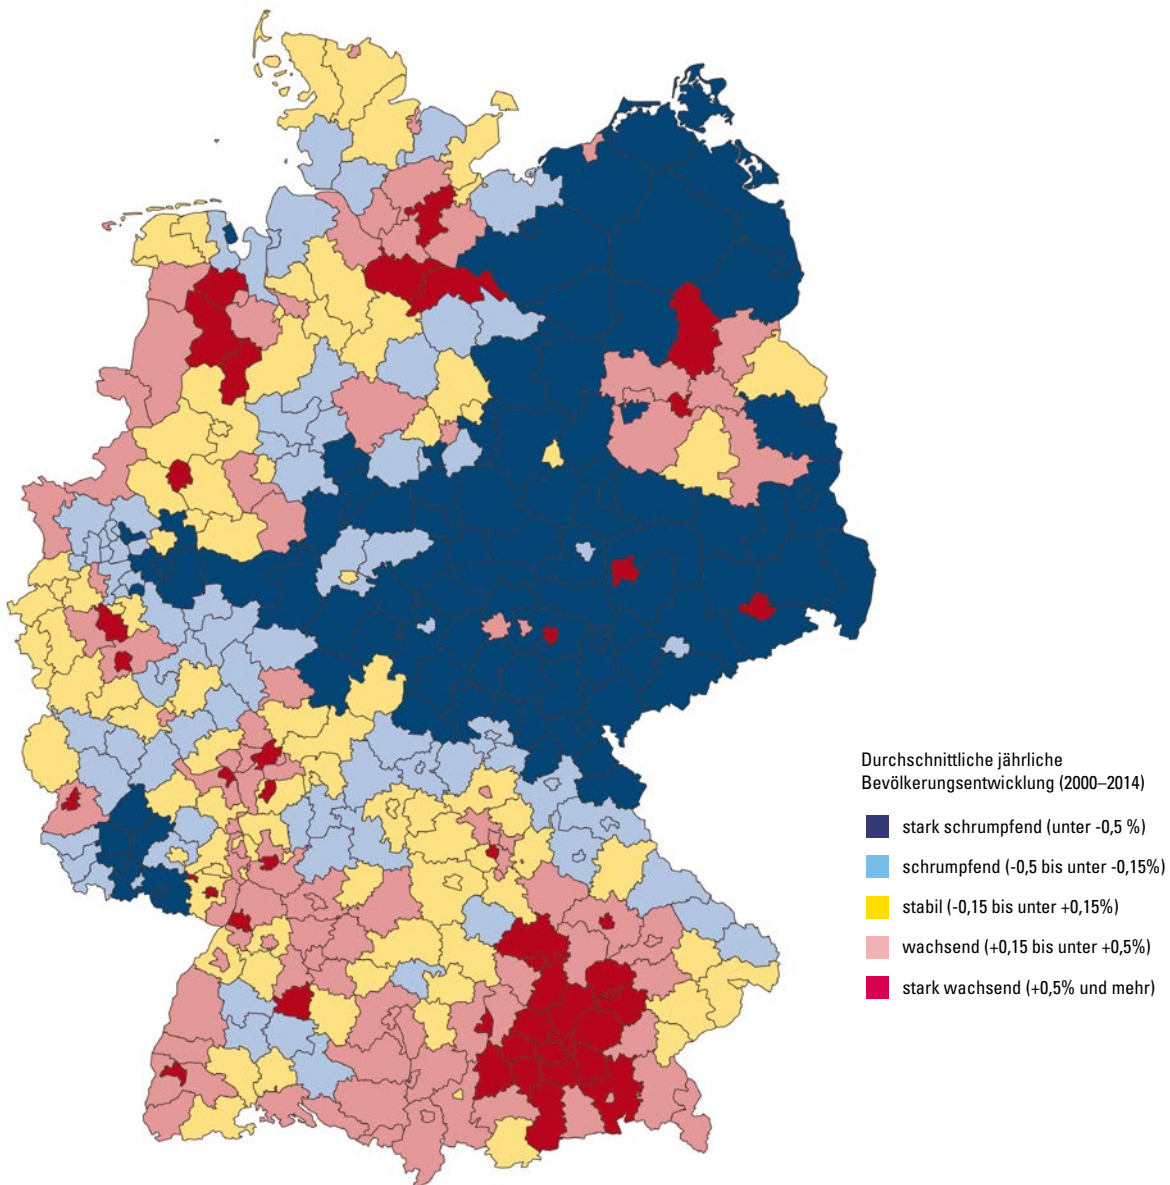 Durchschnittliche jährliche
Bevölkerungsentwicklung (2000–2014)
stark schrumpfend (unter -0,5 %)
schrumpfend (-0,5 bis unter -0,15%)
stabil (-0,15 bis unter +0,15%)
wachsend (+0,15 bis unter +0,5%)
stark wachsend (+0,5% und mehr)